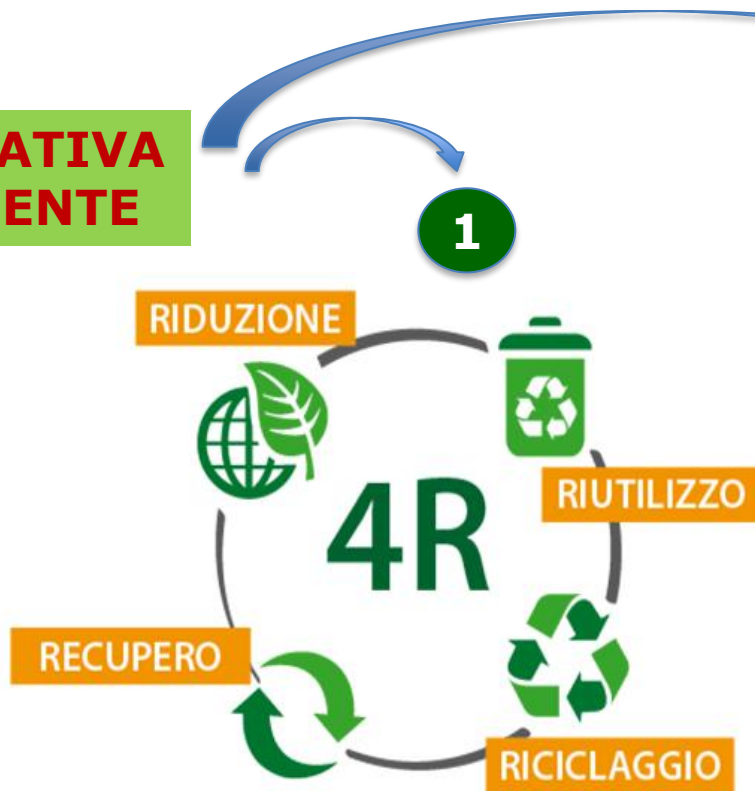 ATIVA
ENTE
1
RIDUZIONE
4R
RIUTILIZZO
RECUPERO
RICICLAGGIO